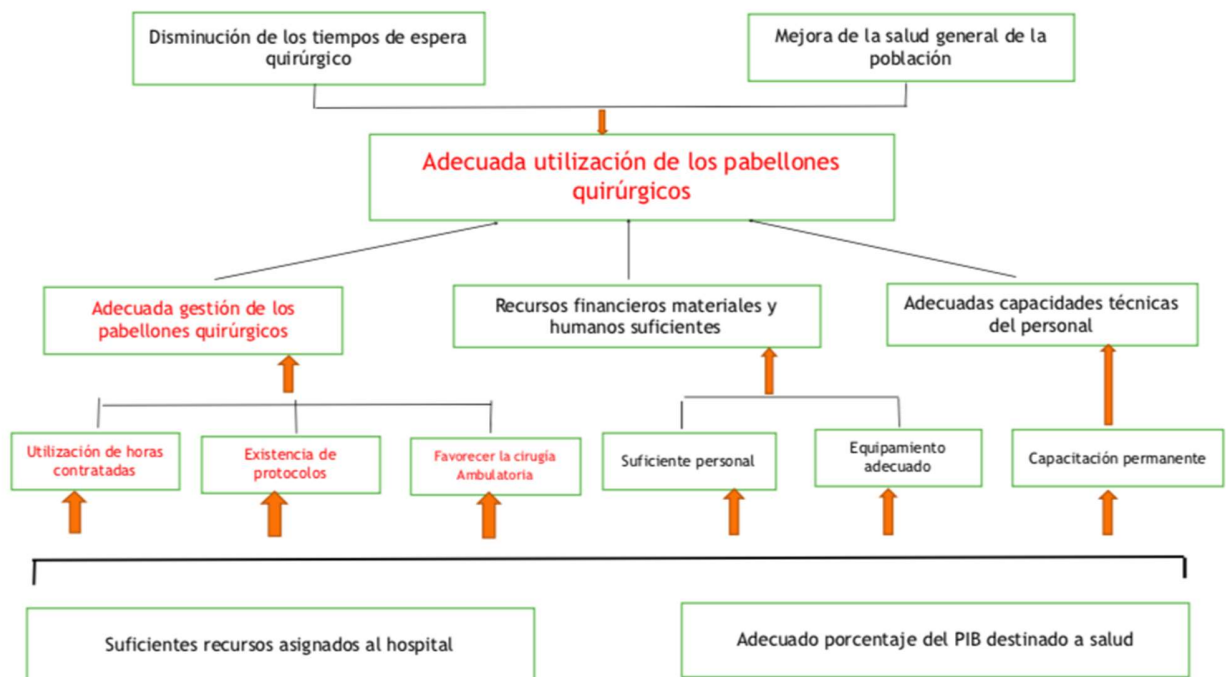 Disminución de los tiempos de espera
quirúrgico
Mejora de la salud general de la
población
Adecuada utilización de los pabellones
quirúrgicos
Adecuada gestión de los
pabellones quirúrgicos
Recursos financieros materiales y
humanos suficientes
Adecuadas capacidades técnicas
del personal
Utilización de horas
contratadas
Existencia de
protocolos
Favorecer la cirugía
Ambulatoria
Suficiente personal
Equipamiento
adecuado
Capacitación permanente
Suficientes recursos asignados al hospital
Adecuado porcentaje del PIB destinado a salud